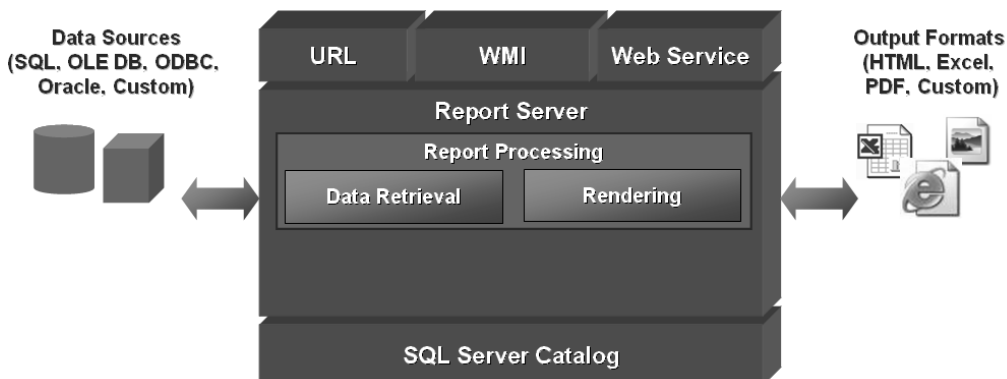 Data Sources
(SQL, OLE DB, ODBC,
Oracle, Custom)
URL
WMI
Web Service
Report Server
Report Processing
Data Retrieval
Rendering
SQL Server Catalog
Output Formats
(HTML, Excel,
PDF, Custom)